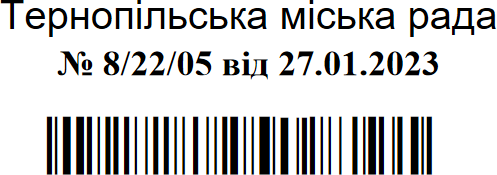 Тернопільська міська рада
№ 8/22/05 від 27.01.2023